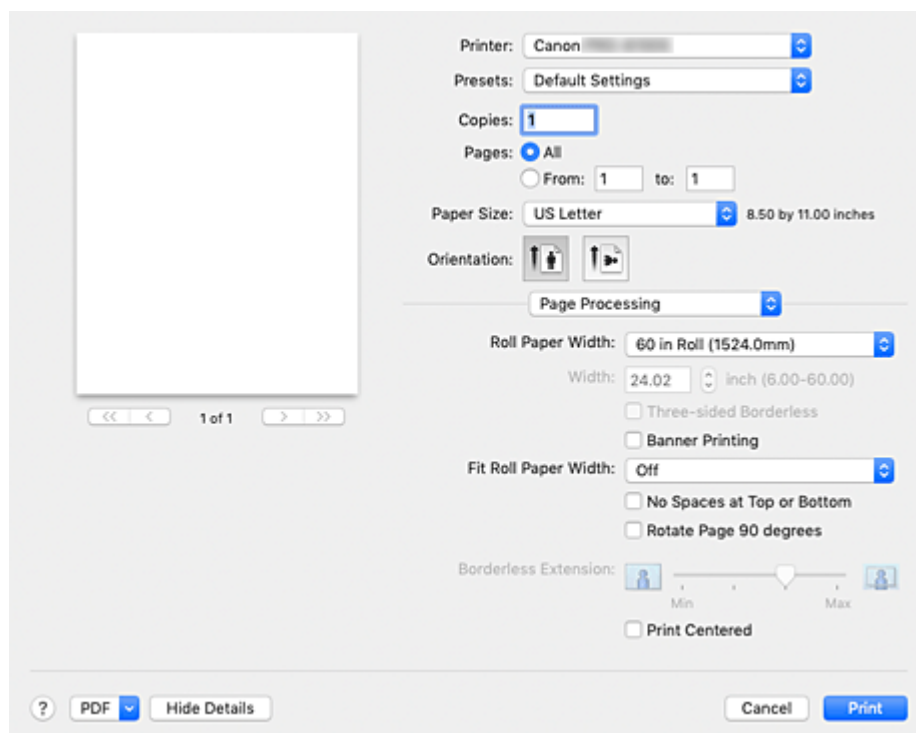 Printer: Canon
Presets: Default Settings
Copies: 1
Pages: All
From: 1 to: 1
Paper Size: US Letter 8.50 by 11.00 inches
Orientation:
Page Processing
Roll Paper Width: 60 in Roll (1524.0mm)
Width: 24.02 inch (6.00-60.00)
Three-sided Borderless
1 of 1
Banner Printing
Fit Roll Paper Width: Off
No Spaces at Top or Bottom
Rotate Page 90 degrees
Borderless Extension:
Min Max
Print Centered
? PDF Hide Details Cancel Print